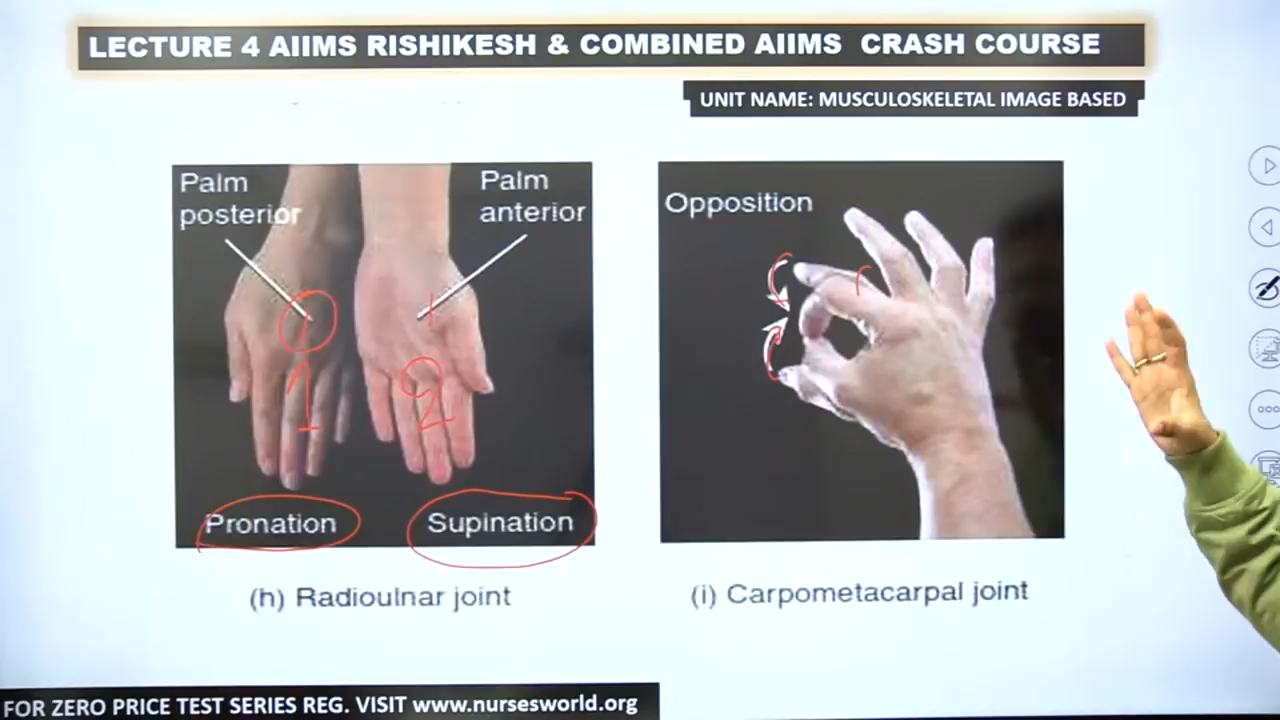 LECTURE 4 AIIMS RISHIKESH & COMBINED AIIMS CRASH COURSE
UNIT NAME: MUSCULOSKELETAL IMAGE BASED
Palm
posterior
Palm
anterior
1
2
Pronation
Supination
(h) Radioulnar joint
Opposition
(i) Carpometacarpal joint
FOR ZERO PRICE TEST SERIES REG. VISIT www.nursesworld.org